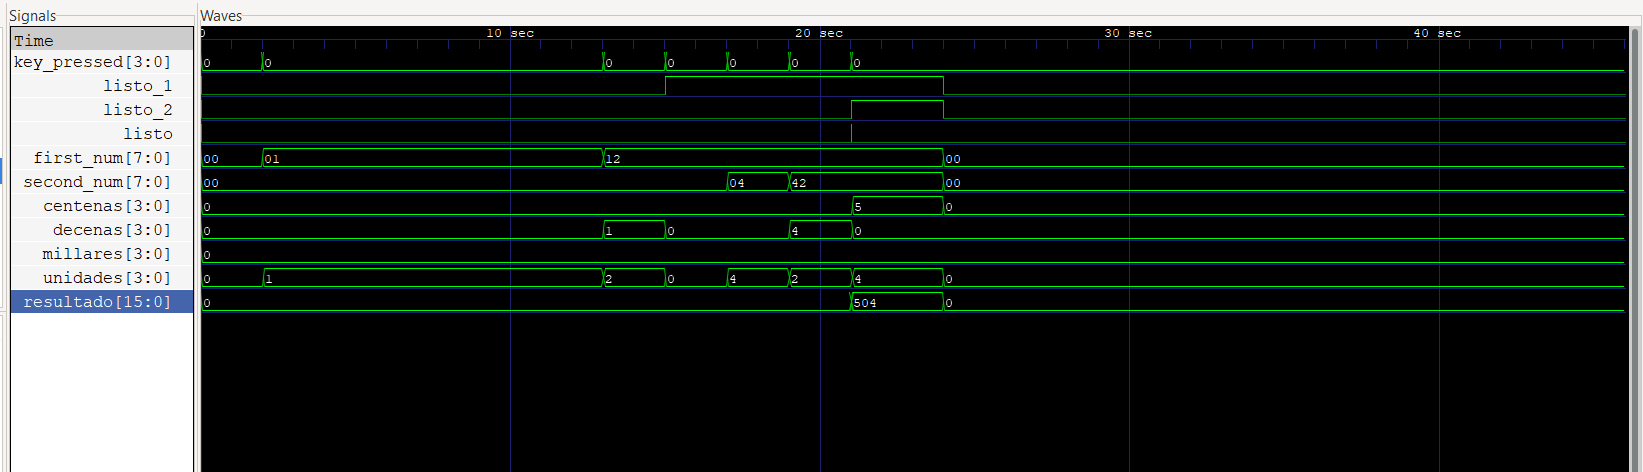 Signals Waves
Time 0 10 sec 20 sec 30 sec 40 sec
key_pressed[3:0] 0 0 0 0 0 0 0
listo_1
listo_2
listo
first_num[7:0] 00 01 12 00
second_num[7:0] 00 04 42 00
centenas[3:0] 0 5 0
decenas[3:0] 0 1 0 4 0
millares[3:0] 0
unidades[3:0] 0 1 2 0 4 2 4 0
resultado[15:0] 0 504 0